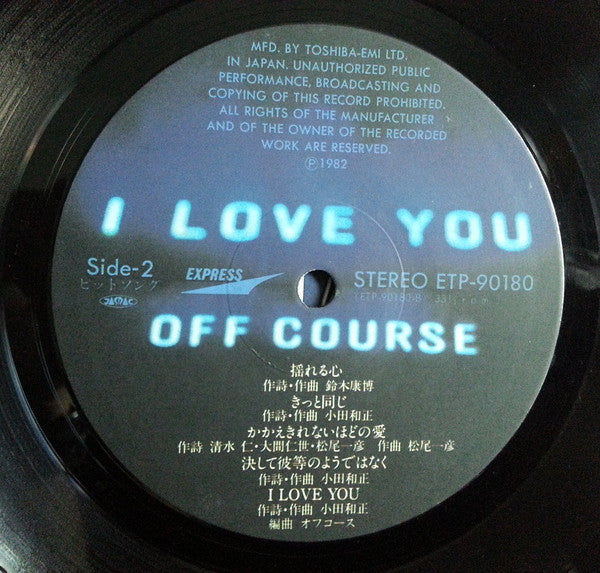 MFD. BY TOSHIBA-EMI LTD.
IN JAPAN. UNAUTHORIZED PUBLIC
PERFORMANCE, BROADCASTING AND
COPYING OF THIS RECORD PROHIBITED.
ALL RIGHTS OF THE MANUFACTURER
AND OF THE OWNER OF THE RECORDED
WORK ARE RESERVED.
Ⓟ1982
I LOVE YOU
Side-2
ヒットソング
JASRAC
EXPRESS
STEREO ETP-90180
(ETP-90180-B
OFF COURSE
揺れる心
作詩・作曲 鈴木康博
きっと同じ
作詩・作曲 小田和正
かかえきれないほどの愛
作詩 清水 仁・大間仁世・松尾一彦 作曲 松尾一彦
決して彼等のようではなく
作詩・作曲 小田和正
I LOVE YOU
作詩・作曲 小田和正
編曲 オフコース